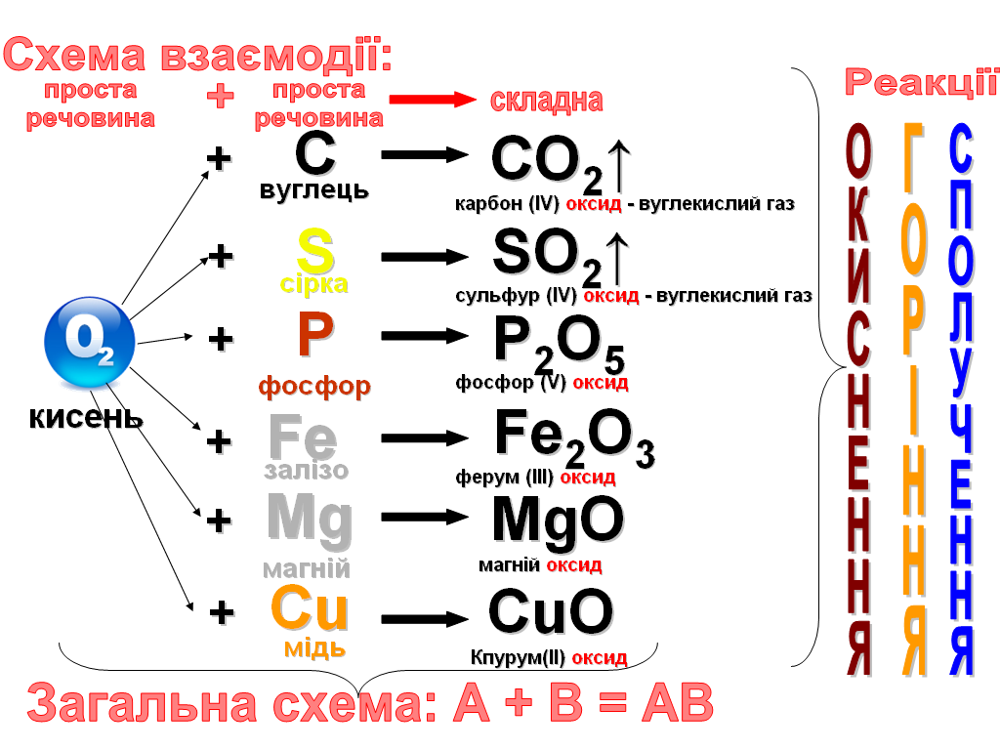 Схема взаємодії:
проста речовина + проста речовина складна
Реакції
ОКИСНЕННЯ
ГОРІННЯ
СПОЛУЧЕННЯ
O2
кисень
+ C CO2↑
вуглець
карбон (IV) оксид - вуглекислий газ
+ S SO2↑
сірка
сульфур (IV) оксид - вуглекислий газ
+ P P2O5
фосфор
фосфор (V) оксид
+ Fe Fe2O3
залізо
ферум (III) оксид
+ Mg MgO
магній
магній оксид
+ Cu CuO
мідь
Кпурум(II) оксид
Загальна схема: А + В = АВ